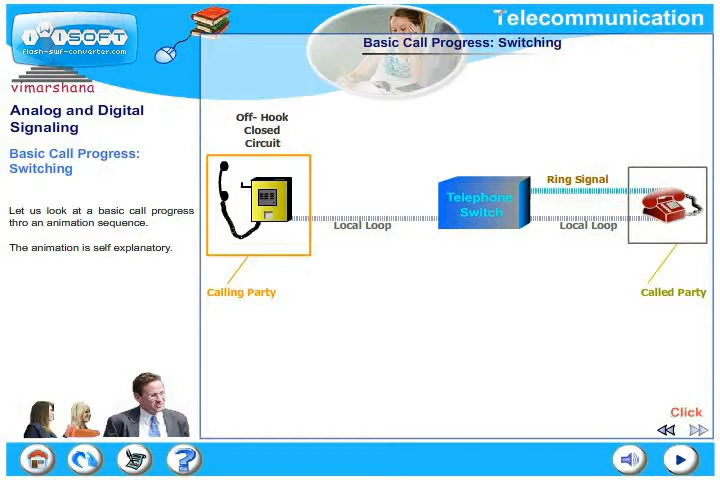 Telecommunication
iWiSOFT
flash-swf-converter.com
vimarshana
Basic Call Progress: Switching
Analog and Digital
Signaling
Basic Call Progress:
Switching
Let us look at a basic call progress
thro an animation sequence.
The animation is self explanatory.
Off- Hook
Closed
Circuit
Ring Signal
Telephone
Switch
Local Loop
Local Loop
Calling Party
Called Party
Click